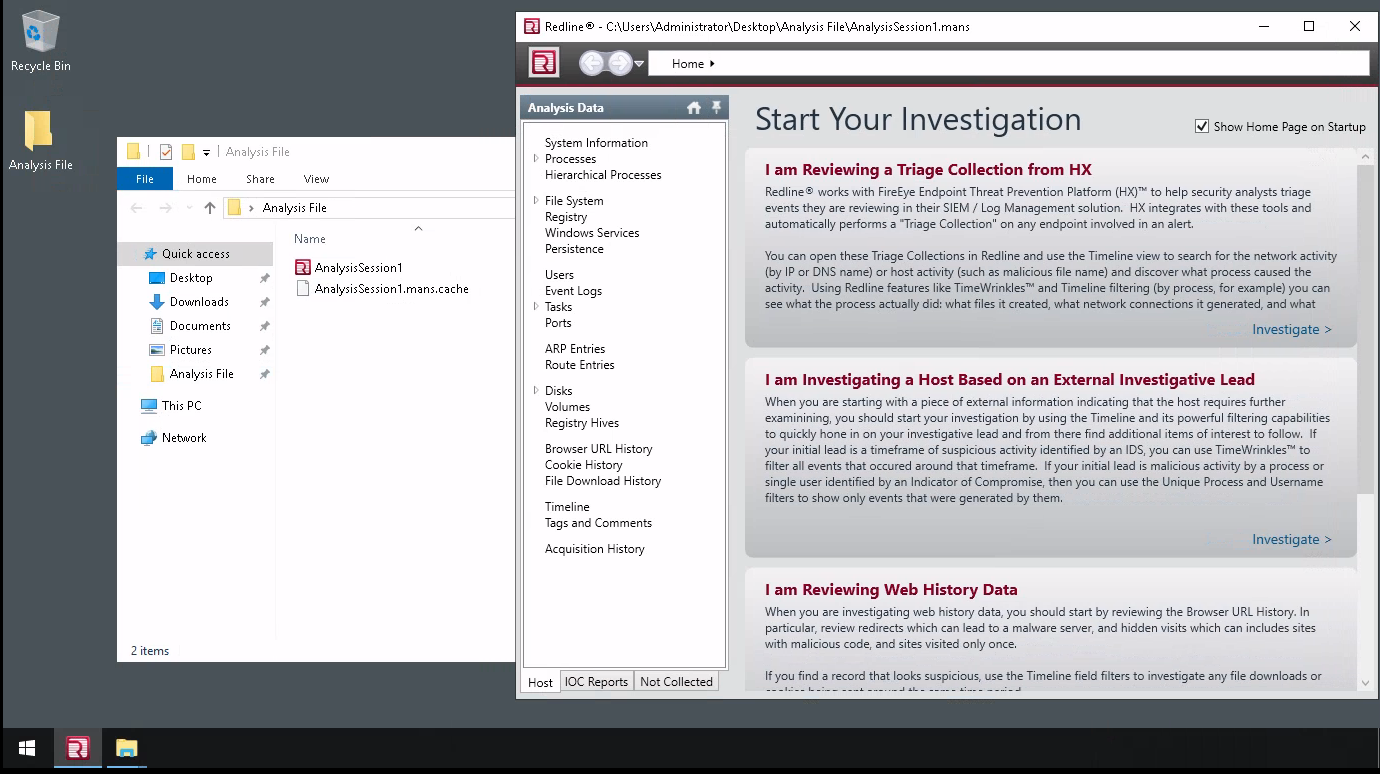 Recycle Bin
Analysis File
Analysis File
File
Home
Share
View
Analysis File
Name
Quick access
Desktop
Downloads
Documents
Pictures
Analysis File
This PC
Network
AnalysisSession1
AnalysisSession1.mans.cache
2 items
Redline® - C:\Users\Administrator\Desktop\Analysis File\AnalysisSession1.mans
Home
Analysis Data
System Information
Processes
Hierarchical Processes
File System
Registry
Windows Services
Persistence
Users
Event Logs
Tasks
Ports
ARP Entries
Route Entries
Disks
Volumes
Registry Hives
Browser URL History
Cookie History
File Download History
Timeline
Tags and Comments
Acquisition History
Host
IOC Reports
Not Collected
Start Your Investigation
Show Home Page on Startup
I am Reviewing a Triage Collection from HX
Redline® works with FireEye Endpoint Threat Prevention Platform (HX)™ to help security analysts triage
events they are reviewing in their SIEM / Log Management solution. HX integrates with these tools and
automatically performs a "Triage Collection" on any endpoint involved in an alert.
You can open these Triage Collections in Redline and use the Timeline view to search for the network activity
(by IP or DNS name) or host activity (such as malicious file name) and discover what process caused the
activity. Using Redline features like TimeWrinkles™ and Timeline filtering (by process, for example) you can
see what the process actually did: what files it created, what network connections it generated, and what
Investigate >
I am Investigating a Host Based on an External Investigative Lead
When you are starting with a piece of external information indicating that the host requires further
examinining, you should start your investigation by using the Timeline and its powerful filtering capabilities
to quickly hone in on your investigative lead and from there find additional items of interest to follow. If
your initial lead is a timeframe of suspicious activity identified by an IDS, you can use TimeWrinkles™ to
filter all events that occured around that timeframe. If your initial lead is malicious activity by a process or
single user identified by an Indicator of Compromise, then you can use the Unique Process and Username
filters to show only events that were generated by them.
Investigate >
I am Reviewing Web History Data
When you are investigating web history data, you should start by reviewing the Browser URL History. In
particular, review redirects which can lead to a malware server, and hidden visits which can includes sites
with malicious code, and sites visited only once.
If you find a record that looks suspicious, use the Timeline field filters to investigate any file downloads or
cookies being sent around the same time period.